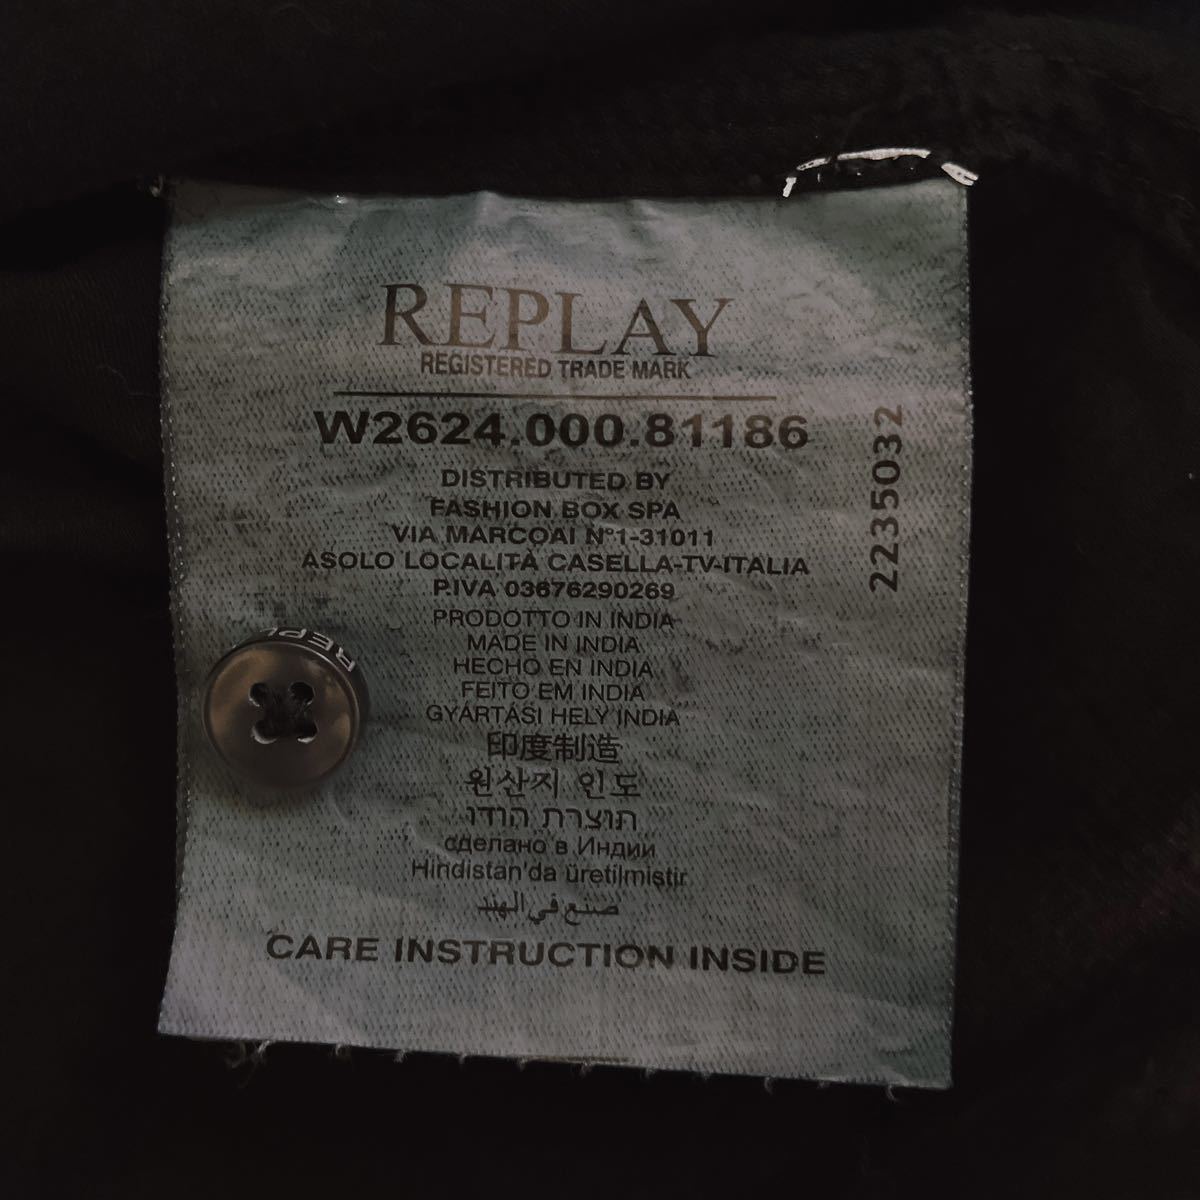 REPLAY
REGISTERED TRADE MARK
W2624.000.81186
2235032
DISTRIBUTED BY
FASHION BOX SPA
VIA MARCOAI N°1-31011
ASOLO LOCALITÀ CASELLA-TV-ITALIA
P.IVA 03676290269
PRODOTTO IN INDIA
MADE IN INDIA
HECHO EN INDIA
FEITO EM INDIA
GYÁRTÁSI HELY INDIA
印度制造
원산지 인도
תוצרת הודו
сделано в Индии
Hindistan'da üretilmiştir
صنع في الهند
CARE INSTRUCTION INSIDE